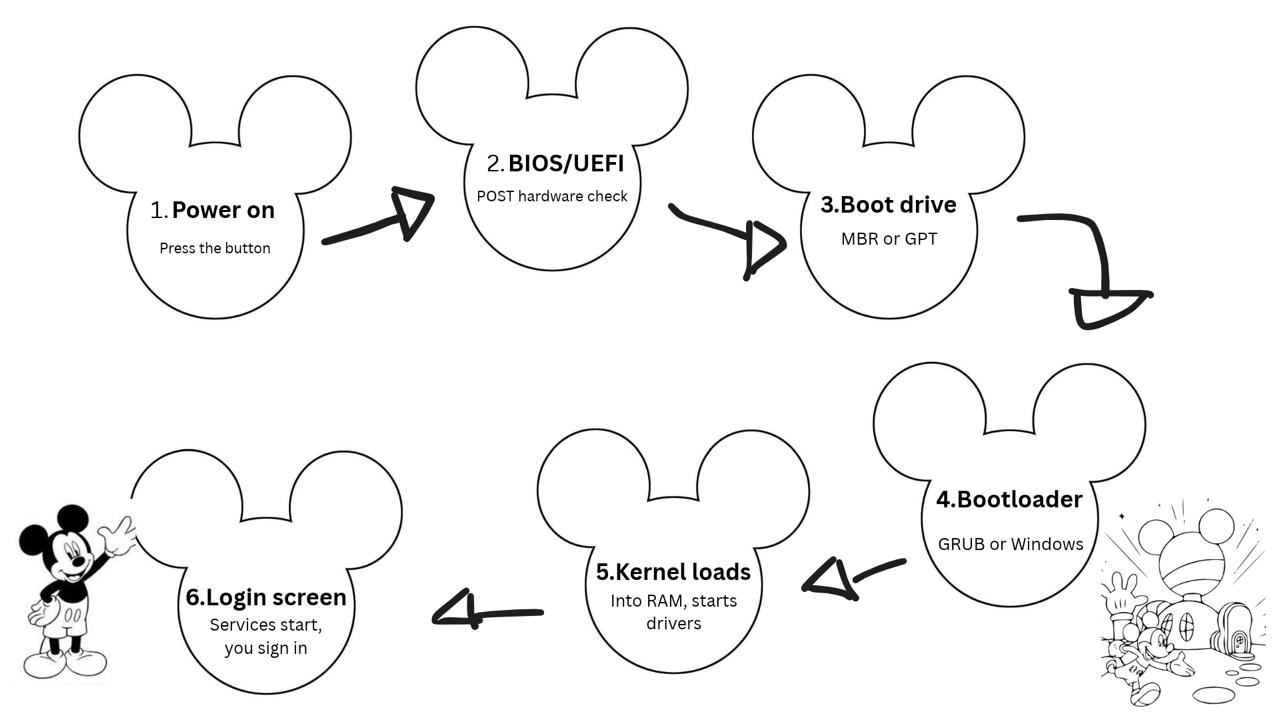 1. Power on
Press the button
2. BIOS/UEFI
POST hardware check
3.Boot drive
MBR or GPT
4.Bootloader
GRUB or Windows
5.Kernel loads
Into RAM, starts
drivers
6.Login screen
Services start,
you sign in